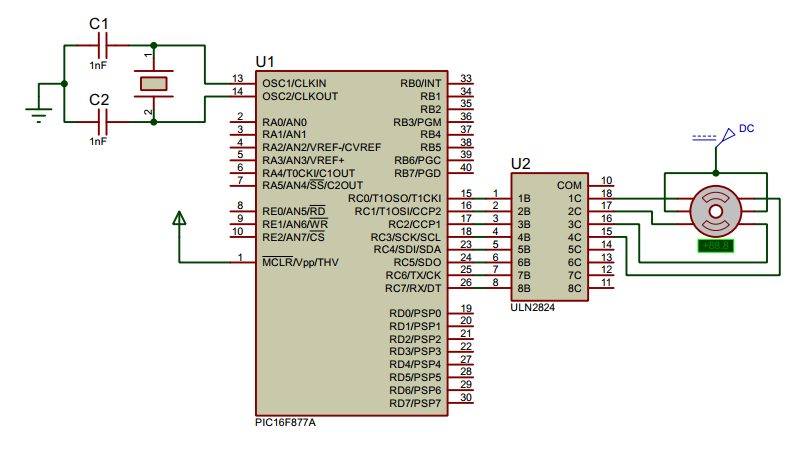 C1
1nF
C2
1nF
1
2
U1
13 OSC1/CLKIN
14 OSC2/CLKOUT
2 RA0/AN0
3 RA1/AN1
4 RA2/AN2/VREF-/CVREF
5 RA3/AN3/VREF+
6 RA4/T0CKI/C1OUT
7 RA5/AN4/SS/C2OUT
8 RE0/AN5/RD
9 RE1/AN6/WR
10 RE2/AN7/CS
1 MCLR/Vpp/THV
RB0/INT 33
RB1 34
RB2 35
RB3/PGM 36
RB4 37
RB5 38
RB6/PGC 39
RB7/PGD 40
RC0/T1OSO/T1CKI 15
RC1/T1OSI/CCP2 16
RC2/CCP1 17
RC3/SCK/SCL 18
RC4/SDI/SDA 23
RC5/SDO 24
RC6/TX/CK 25
RC7/RX/DT 26
RD0/PSP0 19
RD1/PSP1 20
RD2/PSP2 21
RD3/PSP3 22
RD4/PSP4 27
RD5/PSP5 28
RD6/PSP6 29
RD7/PSP7 30
PIC16F877A
U2
COM 10
1 1B 1C 18
2 2B 2C 17
3 3B 3C 16
4 4B 4C 15
5 5B 5C 14
6 6B 6C 13
7 7B 7C 12
8 8B 8C 11
ULN2824
DC
+88.8